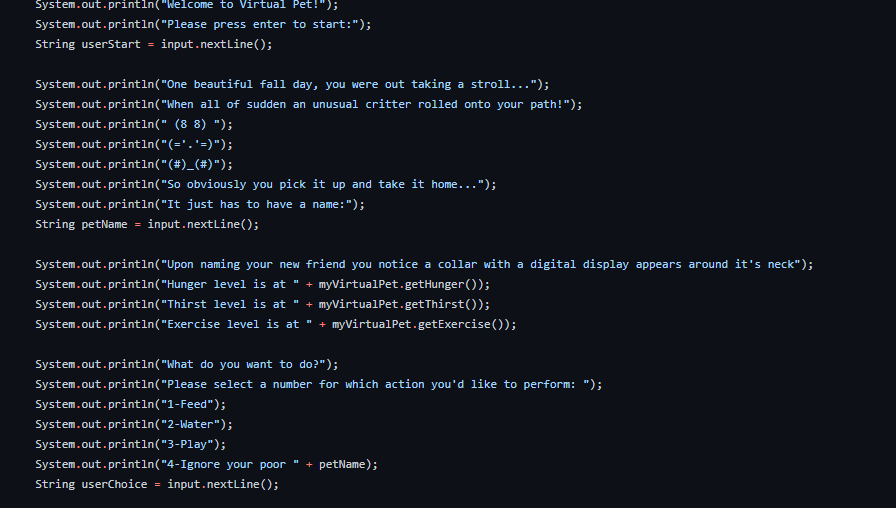 System.out.println("Welcome to Virtual Pet!");
System.out.println("Please press enter to start:");
String userStart = input.nextLine();
System.out.println("One beautiful fall day, you were out taking a stroll...");
System.out.println("When all of sudden an unusual critter rolled onto your path!");
System.out.println(" (8 8) ");
System.out.println("(='.'=)");
System.out.println("(#)_(#)");
System.out.println("So obviously you pick it up and take it home...");
System.out.println("It just has to have a name:");
String petName = input.nextLine();
System.out.println("Upon naming your new friend you notice a collar with a digital display appears around it's neck");
System.out.println("Hunger level is at " + myVirtualPet.getHunger());
System.out.println("Thirst level is at " + myVirtualPet.getThirst());
System.out.println("Exercise level is at " + myVirtualPet.getExercise());
System.out.println("What do you want to do?");
System.out.println("Please select a number for which action you'd like to perform: ");
System.out.println("1-Feed");
System.out.println("2-Water");
System.out.println("3-Play");
System.out.println("4-Ignore your poor " + petName);
String userChoice = input.nextLine();